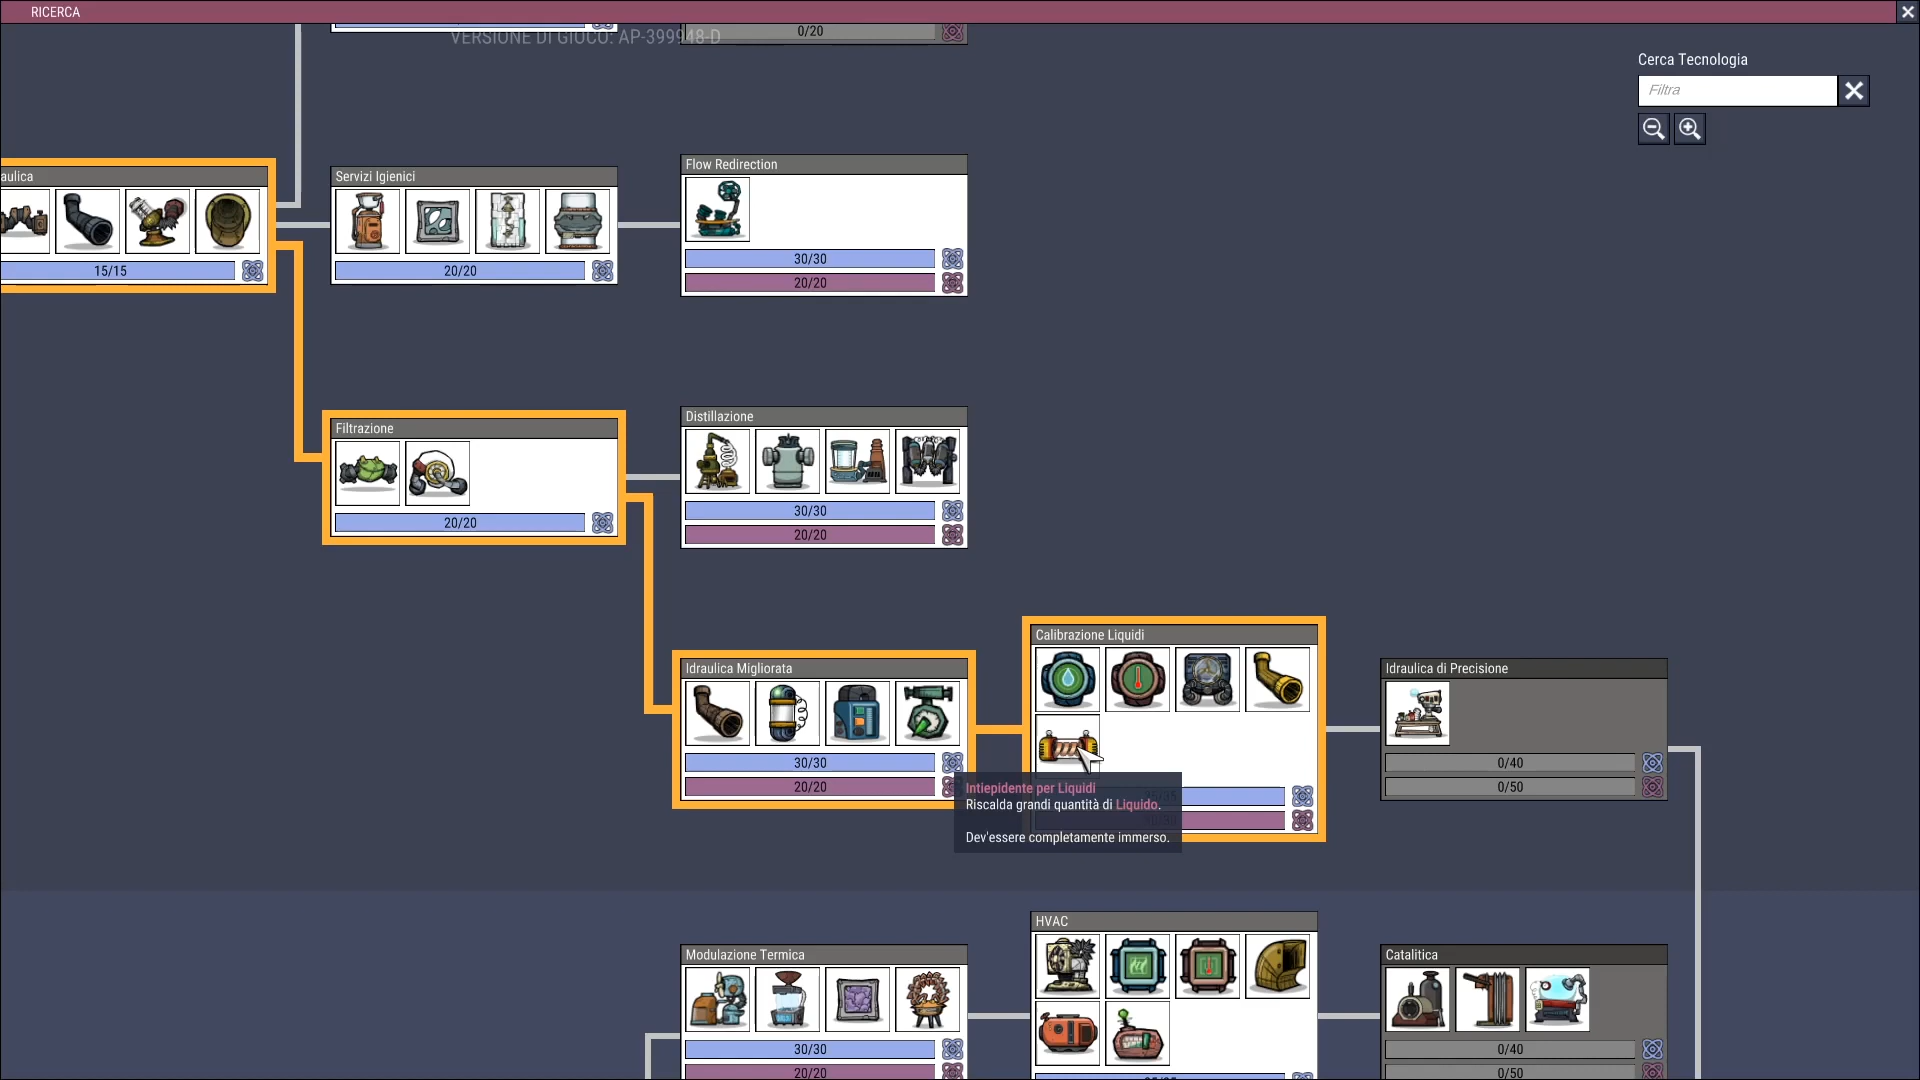 RICERCA
VERSIONE DI GIOCO: AP-399948-D
0/20
Cerca Tecnologia
Filtra
aulica
15/15
Servizi Igienici
20/20
Flow Redirection
30/30
20/20
Filtrazione
20/20
Distillazione
30/30
20/20
Idraulica Migliorata
30/30
20/20
Calibrazione Liquidi
Intiepidente per Liquidi
Riscalda grandi quantità di Liquido.
Dev'essere completamente immerso.
Idraulica di Precisione
0/40
0/50
Modulazione Termica
30/30
20/20
HVAC
Catalitica
0/40
0/50